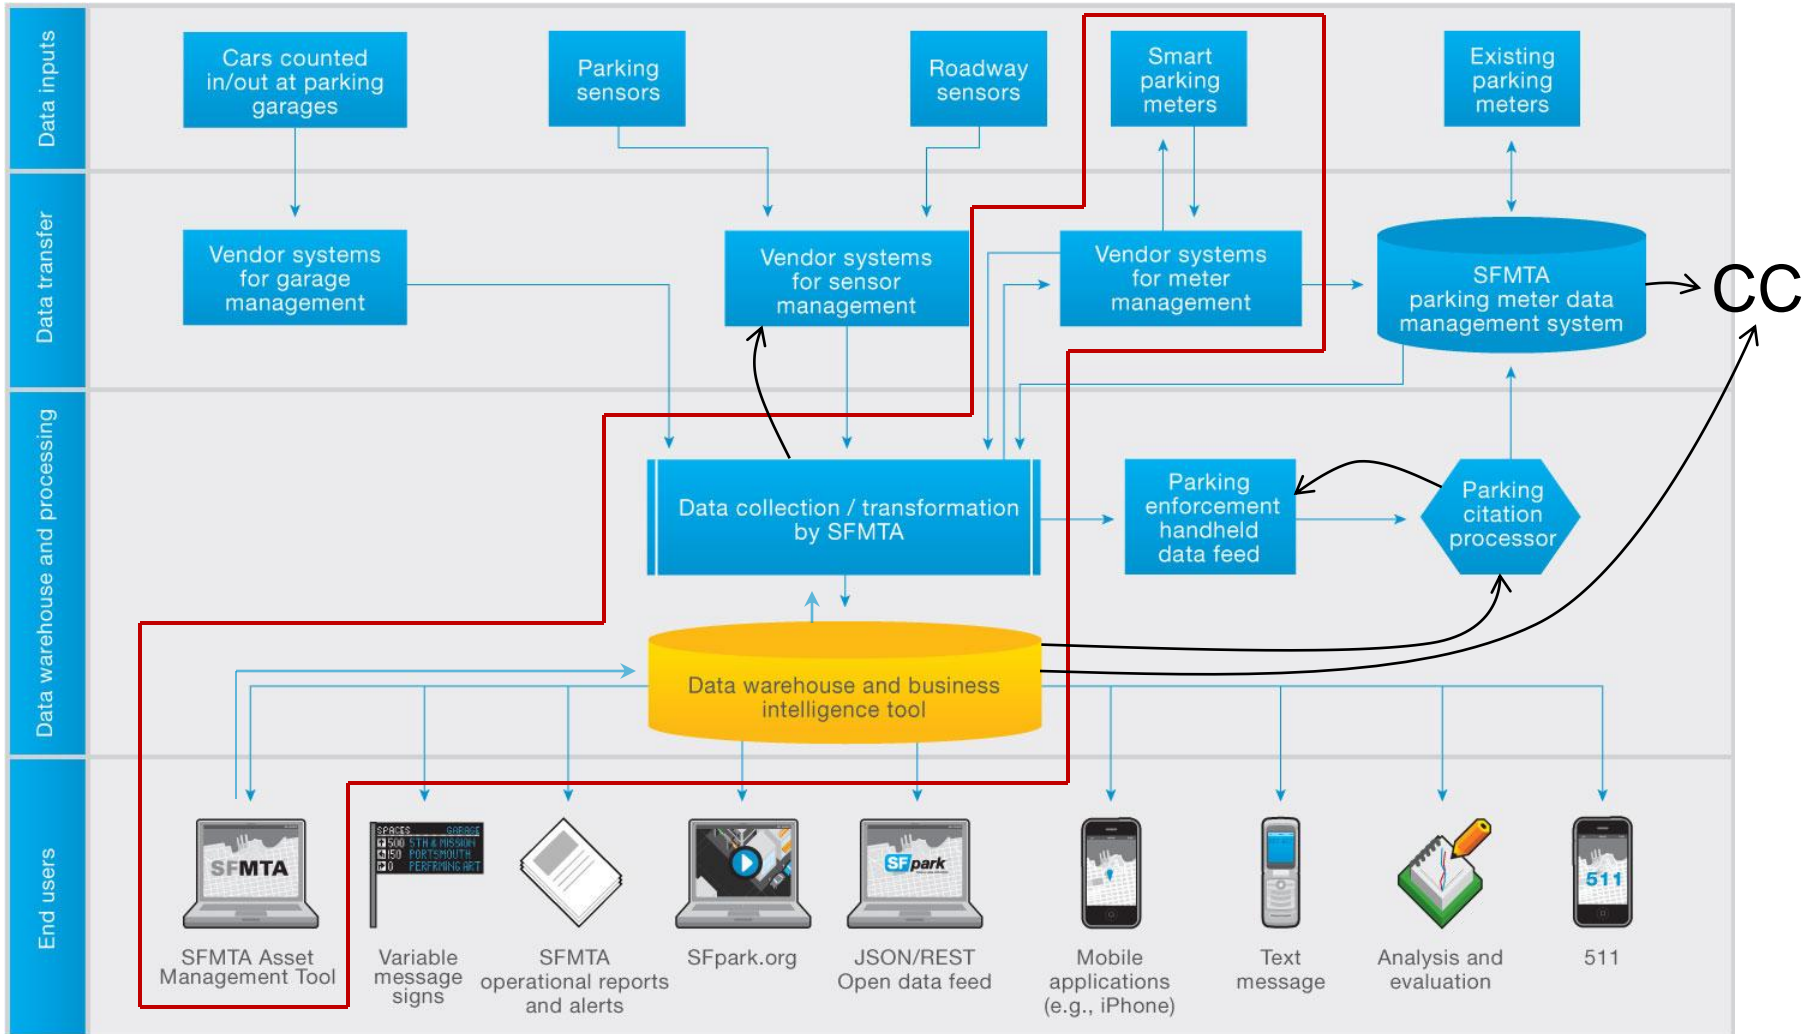 Data inputs
Cars counted
in/out at parking
garages
Parking
sensors
Roadway
sensors
Smart
parking
meters
Existing
parking
meters
Data transfer
Vendor systems
for garage
management
Vendor systems
for sensor
management
Vendor systems
for meter
management
SFMTA
parking meter data
management system
CC
Data warehouse and processing
Data collection / transformation
by SFMTA
Parking
enforcement
handheld
data feed
Parking
citation
processor
Data warehouse and business
intelligence tool
End users
SFMTA
SPACES GARAGE
500 5TH & MISSION
150 PORTSMOUTH
0 PERFRMING ART
SFpark
511
SFMTA Asset
Management Tool
Variable
message
signs
SFMTA
operational reports
and alerts
SFpark.org
JSON/REST
Open data feed
Mobile
applications
(e.g., iPhone)
Text
message
Analysis and
evaluation
511